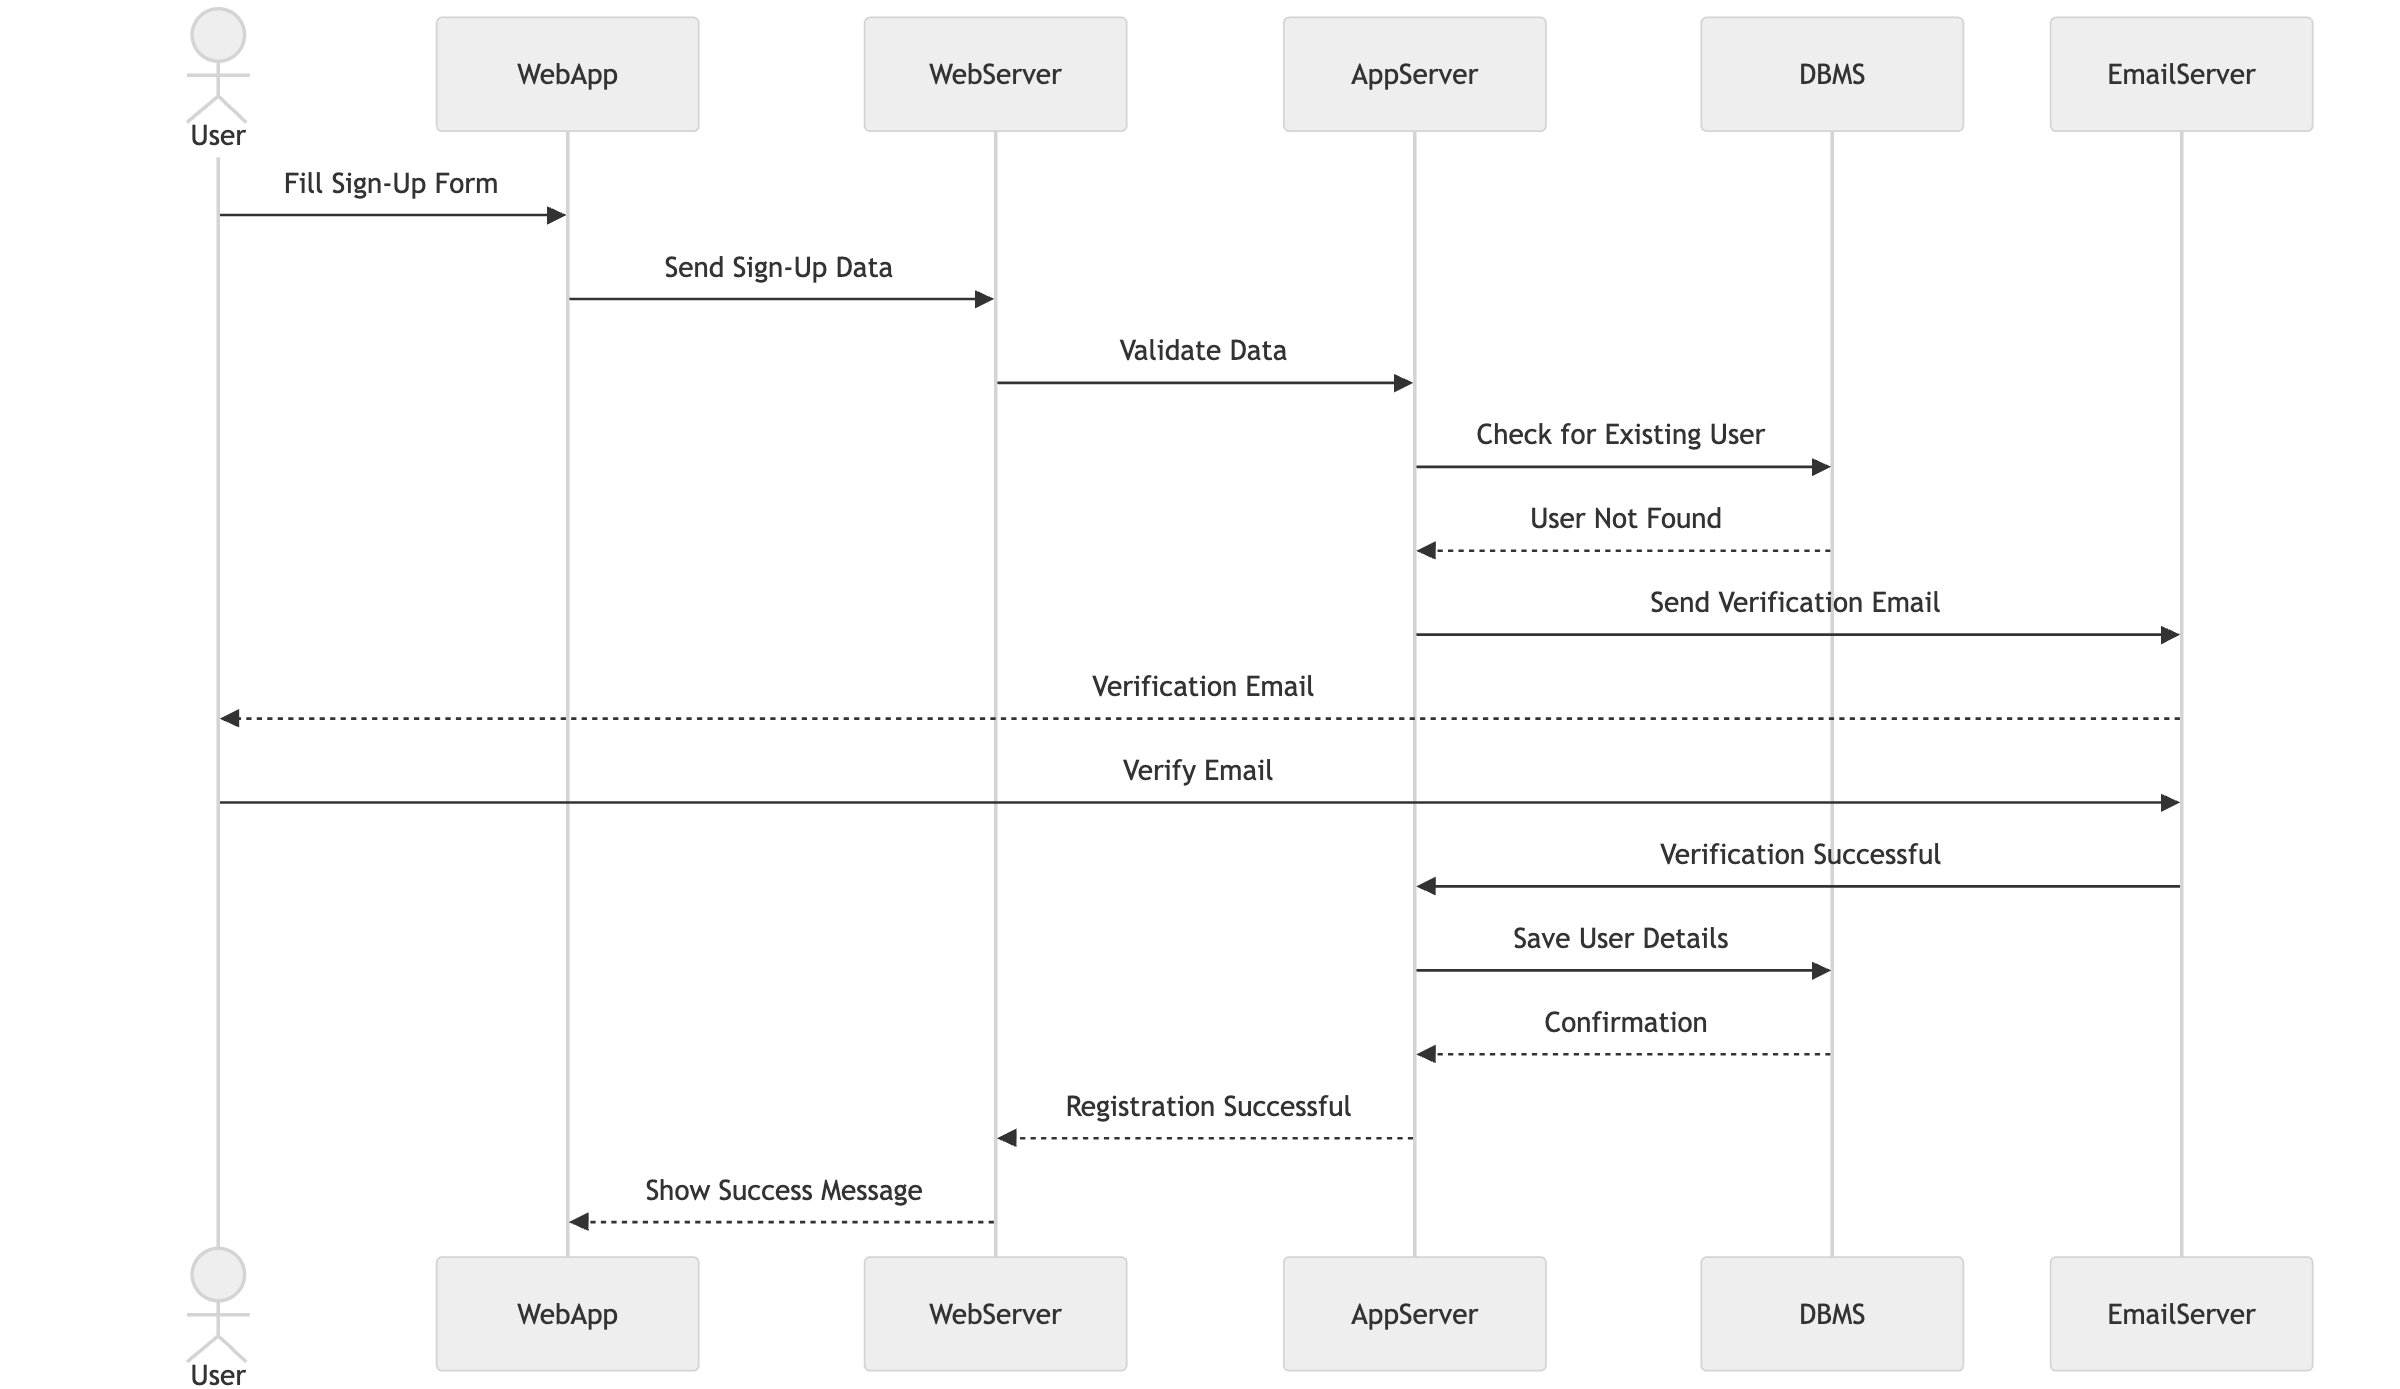 User
WebApp
WebServer
AppServer
DBMS
EmailServer
Fill Sign-Up Form
Send Sign-Up Data
Validate Data
Check for Existing User
User Not Found
Send Verification Email
Verification Email
Verify Email
Verification Successful
Save User Details
Confirmation
Registration Successful
Show Success Message
User
WebApp
WebServer
AppServer
DBMS
EmailServer